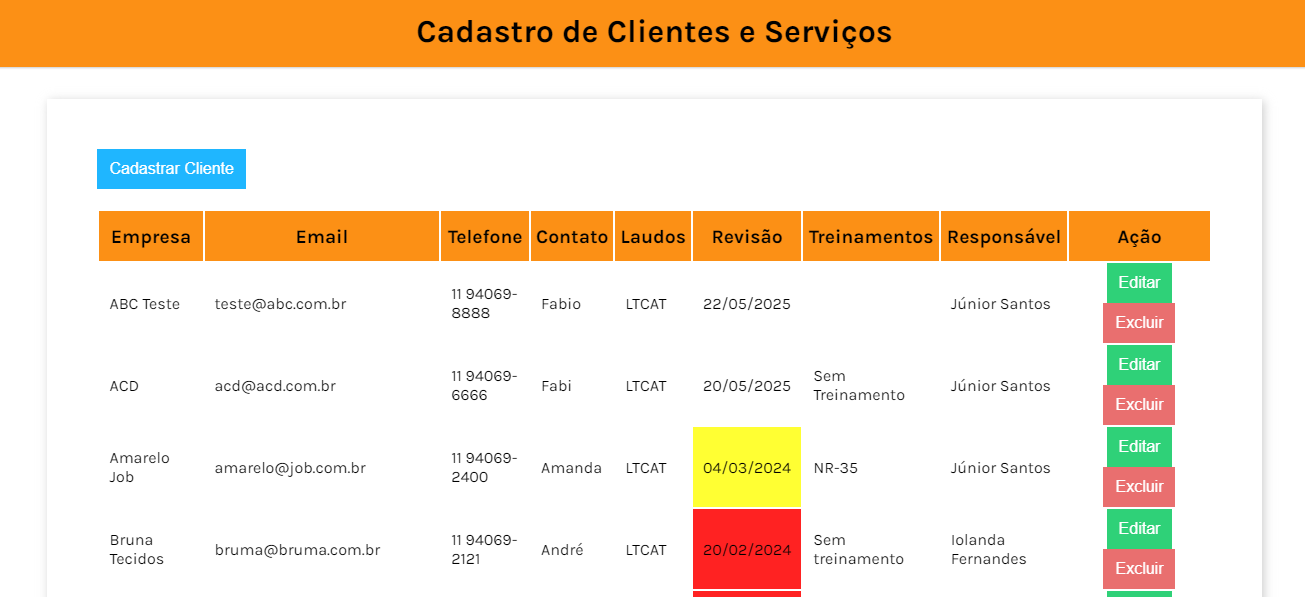 Cadastro de Clientes e Serviços
Cadastrar Cliente
Empresa Email Telefone Contato Laudos Revisão Treinamentos Responsável Ação
ABC Teste teste@abc.com.br 11 94069-8888 Fabio LTCAT 22/05/2025 Júnior Santos Editar Excluir
ACD acd@acd.com.br 11 94069-6666 Fabi LTCAT 20/05/2025 Sem Treinamento Júnior Santos Editar Excluir
Amarelo Job amarelo@job.com.br 11 94069-2400 Amanda LTCAT 04/03/2024 NR-35 Júnior Santos Editar Excluir
Bruna Tecidos bruma@bruma.com.br 11 94069-2121 André LTCAT 20/02/2024 Sem treinamento Iolanda Fernandes Editar Excluir